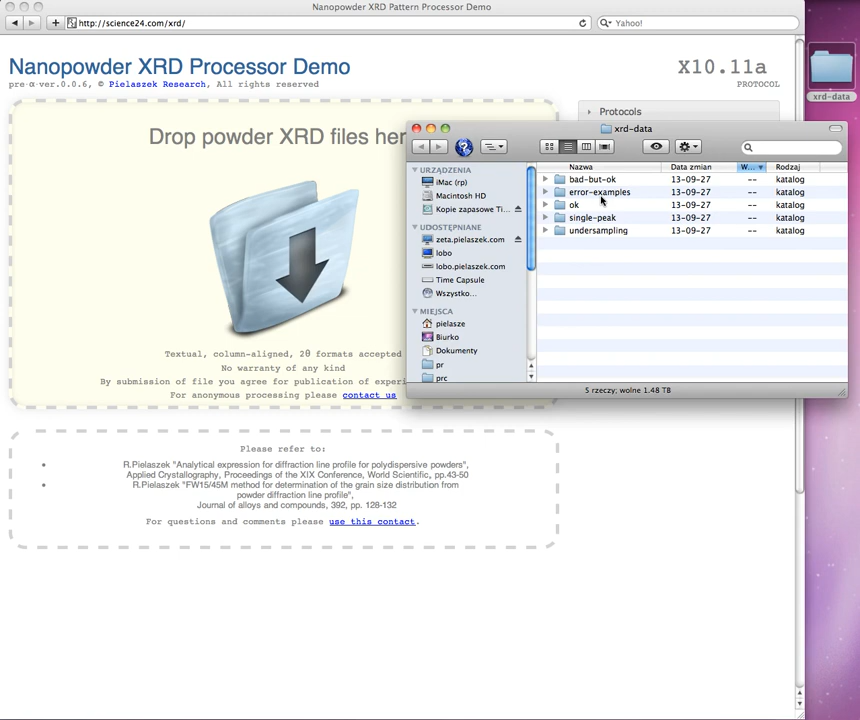 Nanopowder XRD Pattern Processor Demo
http://science24.com/xrd/
Yahoo!
Nanopowder XRD Processor Demo
X10.11a
pre-α-ver.0.0.6, © Pielaszek Research, All rights reserved
PROTOCOL
Protocols
Drop powder XRD files her
Textual, column-aligned, 2θ formats accepted
No warranty of any kind
By submission of file you agree for publication of experi
For anonymous processing please contact us
Please refer to:
R.Pielaszek "Analytical expression for diffraction line profile for polydispersive powders",
Applied Crystallography, Proceedings of the XIX Conference, World Scientific, pp.43-50
R.Pielaszek "FW15/45M method for determination of the grain size distribution from
powder diffraction line profile",
Journal of alloys and compounds, 392, pp. 128-132
For questions and comments please use this contact.
xrd-data
URZĄDZENIA
iMac (rp)
Macintosh HD
Kopie zapasowe Ti...
UDOSTĘPNIANE
zeta.pielaszek.com
lobo
lobo.pielaszek.com
Time Capsule
Wszystko...
MIEJSCA
pielasze
Biurko
Dokumenty
pr
prc
Nazwa Data zmian W... Rodzaj
bad-but-ok 13-09-27 -- katalog
error-examples 13-09-27 -- katalog
ok 13-09-27 -- katalog
single-peak 13-09-27 -- katalog
undersampling 13-09-27 -- katalog
5 rzeczy; wolne 1.48 TB
xrd-data